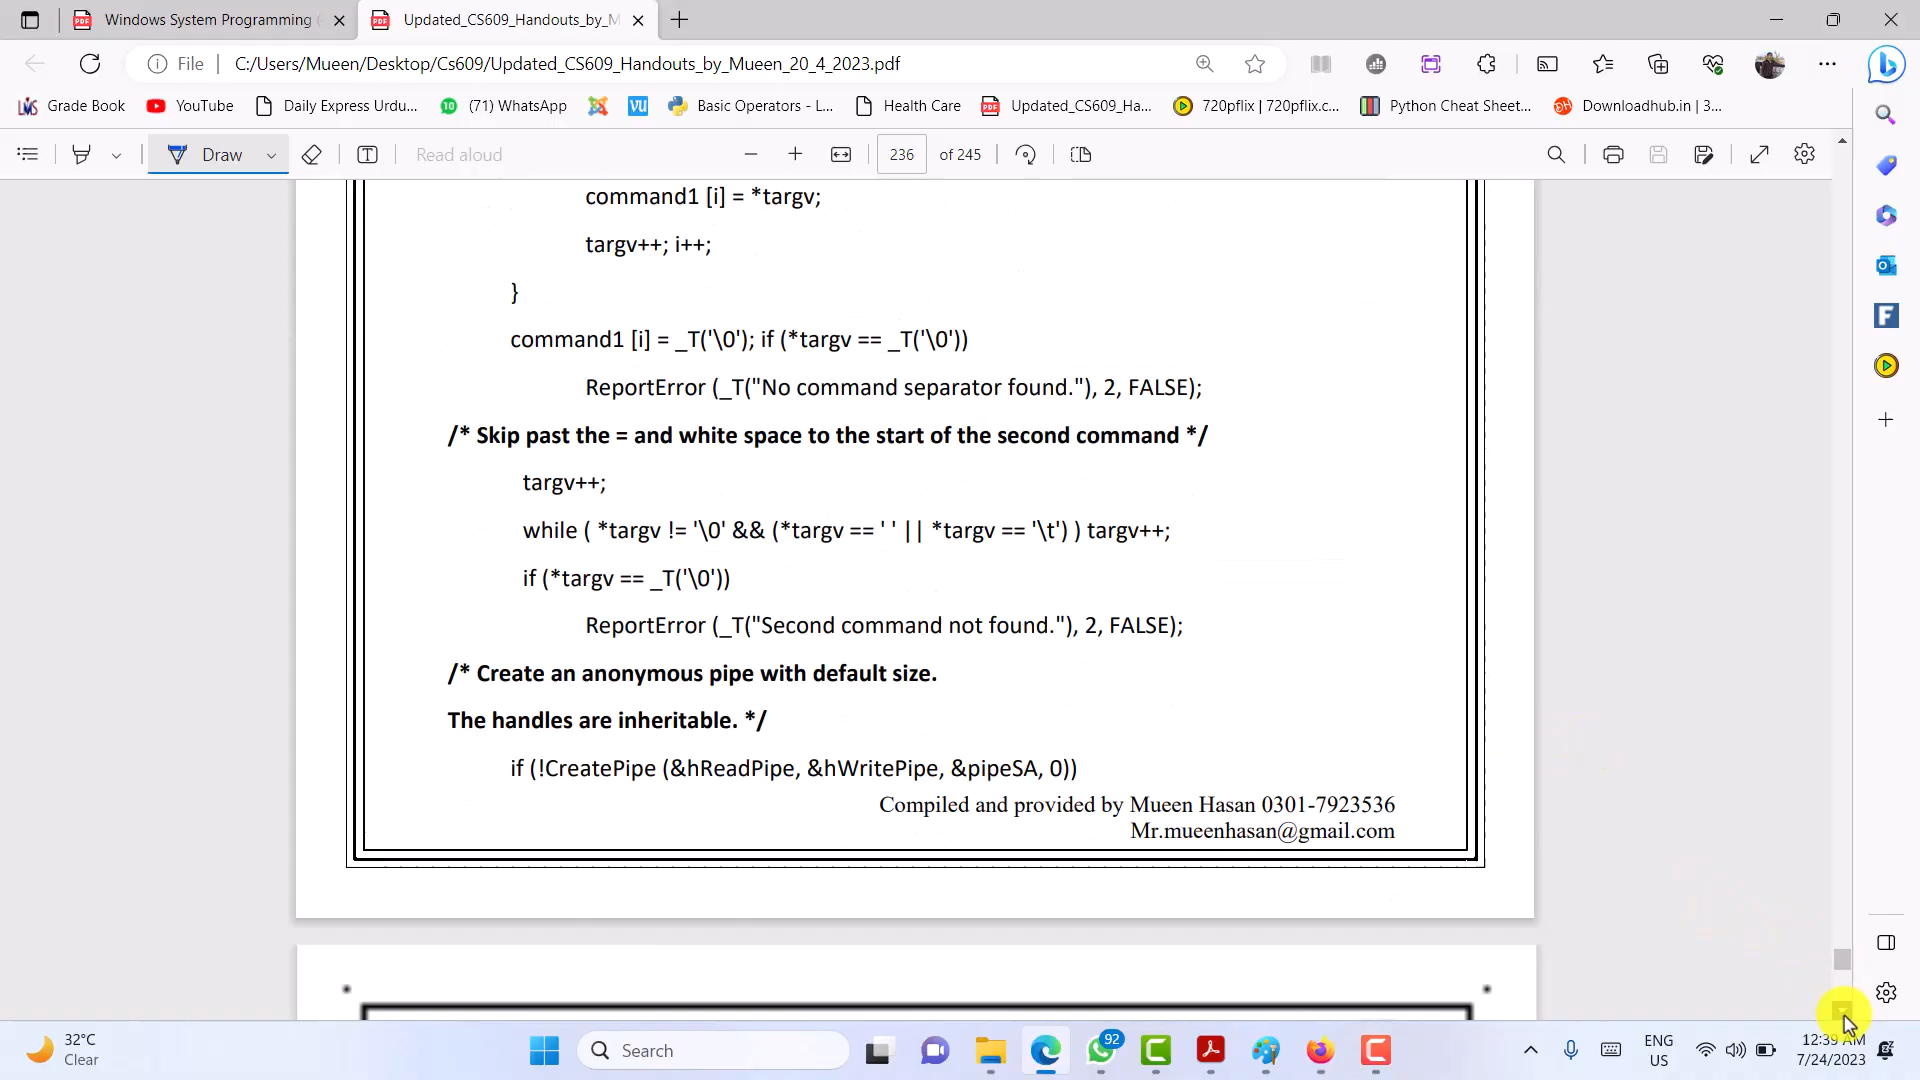 Windows System Programming
Updated_CS609_Handouts_by_M
File
C:/Users/Mueen/Desktop/Cs609/Updated_CS609_Handouts_by_Mueen_20_4_2023.pdf
Grade Book
YouTube
Daily Express Urdu...
(71) WhatsApp
Basic Operators - L...
Health Care
Updated_CS609_Ha...
720pflix | 720pflix.c...
Python Cheat Sheet...
Downloadhub.in | 3...
Draw
Read aloud
236 of 245
command1 [i] = *targv;
targv++; i++;
}
command1 [i] = _T('\0'); if (*targv == _T('\0'))
ReportError (_T("No command separator found."), 2, FALSE);
/* Skip past the = and white space to the start of the second command */
targv++;
while ( *targv != '\0' && (*targv == ' ' || *targv == '\t') ) targv++;
if (*targv == _T('\0'))
ReportError (_T("Second command not found."), 2, FALSE);
/* Create an anonymous pipe with default size.
The handles are inheritable. */
if (!CreatePipe (&hReadPipe, &hWritePipe, &pipeSA, 0))
Compiled and provided by Mueen Hasan 0301-7923536
Mr.mueenhasan@gmail.com
32°C
Clear
Search
92
ENG
US
12:39 AM
7/24/2023